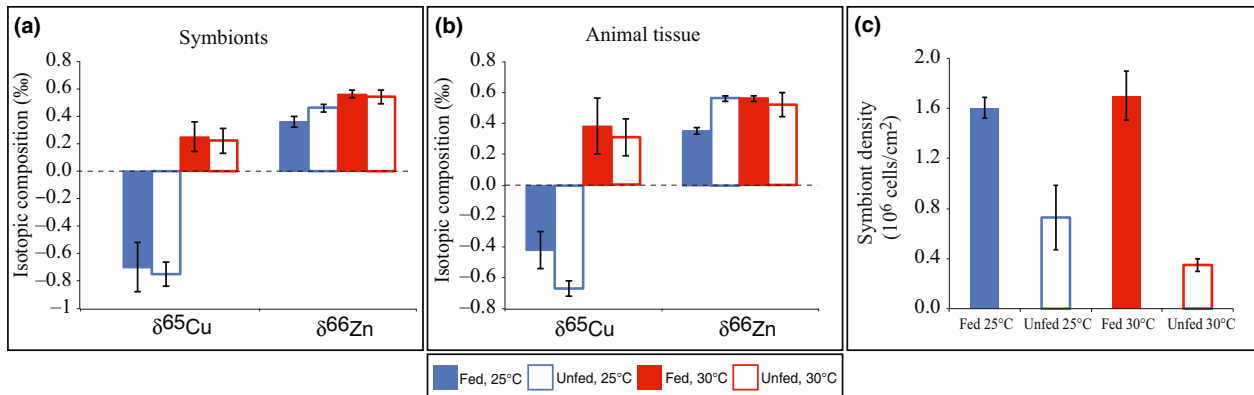 (a)
Symbionts
Isotopic composition (‰)
0.8
0.6
0.4
0.2
0.0
−0.2
−0.4
−0.6
−0.8
−1
δ⁶⁵Cu
δ⁶⁶Zn
(b)
Animal tissue
Isotopic composition (‰)
0.8
0.6
0.4
0.2
0.0
−0.2
−0.4
−0.6
−0.8
δ⁶⁵Cu
δ⁶⁶Zn
(c)
Symbiont density
(10⁶ cells/cm²)
2.0
1.6
1.2
0.8
0.4
0.0
Fed 25°C
Unfed 25°C
Fed 30°C
Unfed 30°C
Fed, 25°C
Unfed, 25°C
Fed, 30°C
Unfed, 30°C